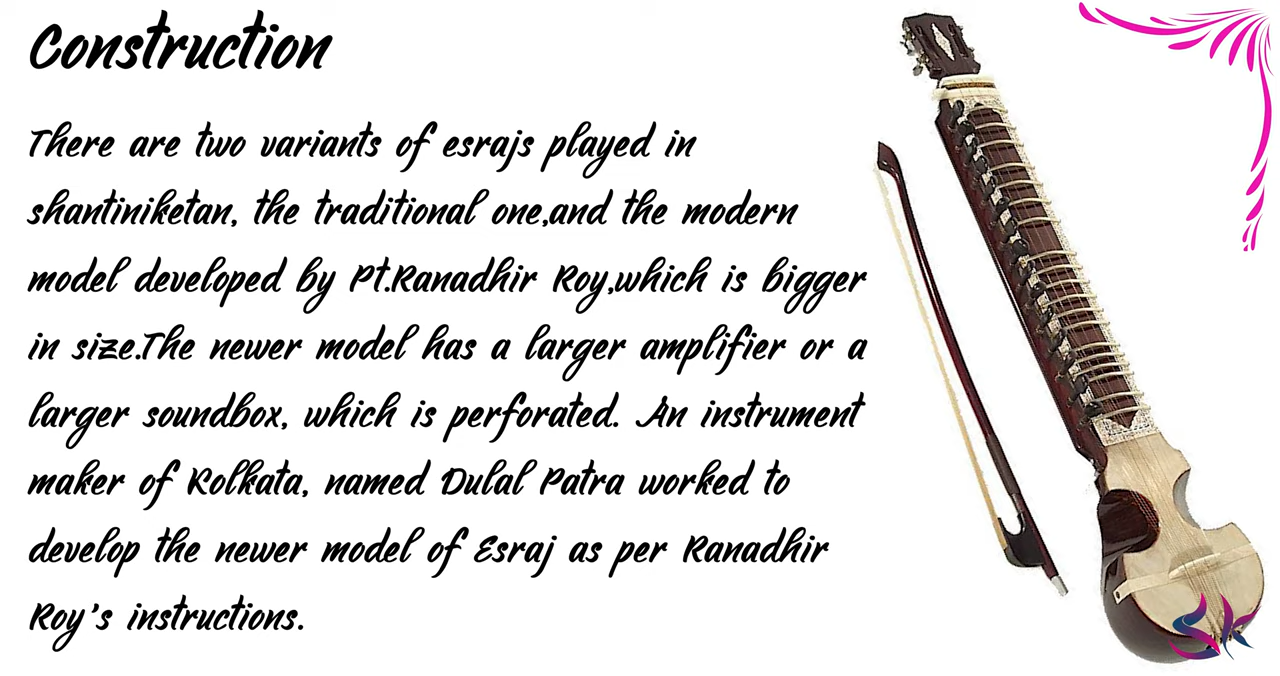 Construction
There are two variants of esrajs played in
shantiniketan, the traditional one,and the modern
model developed by Pt.Ranadhir Roy,which is bigger
in size.The newer model has a larger amplifier or a
larger soundbox, which is perforated. An instrument
maker of Kolkata, named Dulal Patra worked to
develop the newer model of Esraj as per Ranadhir
Roy's instructions.
SK